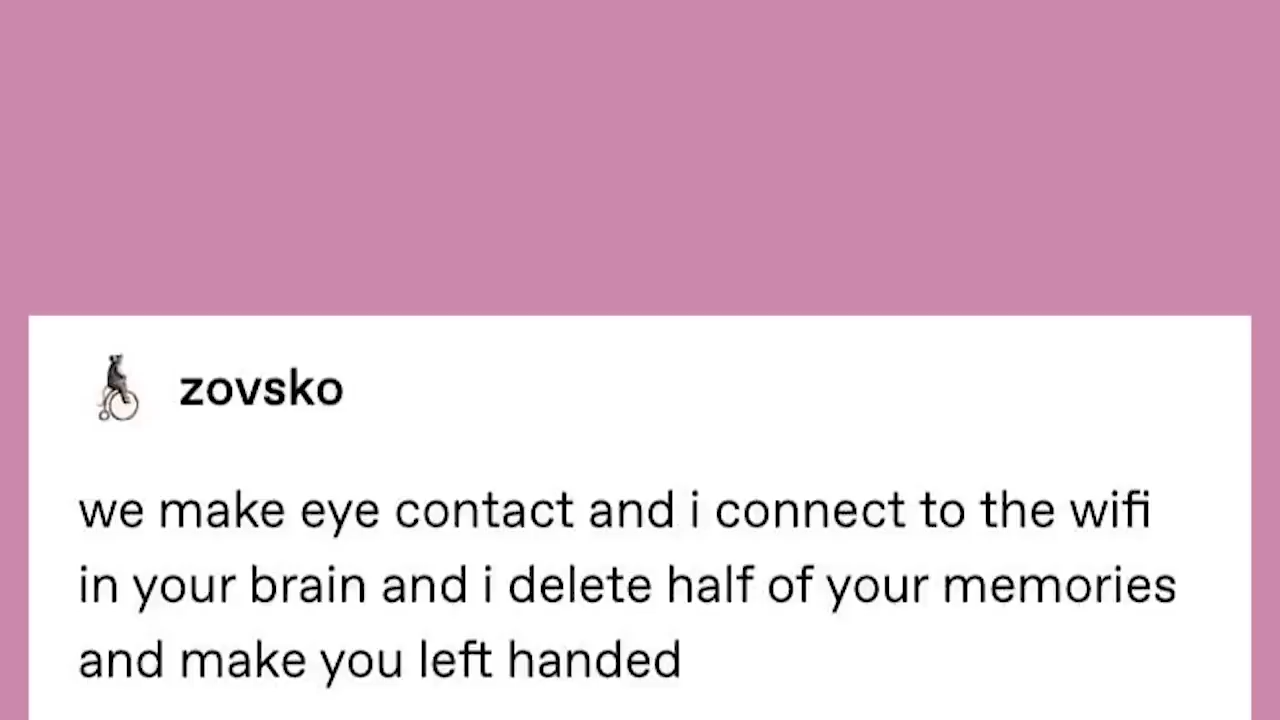 zovsko
we make eye contact and i connect to the wifi
in your brain and i delete half of your memories
and make you left handed